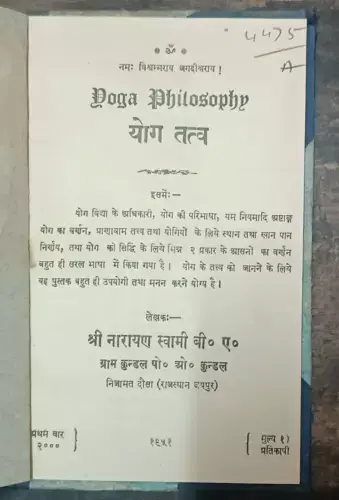 ॐ
4475
A
नमः विश्वम्भराय जगदीश्वराय!
Yoga Philosophy
योग तत्व
इसमें:—
योग विद्या के अधिकारी, योग की परिभाषा, यम नियमादि अष्टाङ्ग
योग का वर्णन, प्राणायाम तत्व तथा योगियों के लिये स्थान तथा खान पान
निर्णय, तथा योग की सिद्धि के लिये भिन्न २ प्रकार के आसनों का वर्णन
बहुत ही सरल भाषा में किया गया है। योग के तत्व को जानने के लिये
यह पुस्तक बहुत ही उपयोगी तथा मनन करने योग्य है।
लेखकः—
श्री नारायण स्वामी बी० ए०
ग्राम कुन्डल पो० ओ० कुन्डल
निजामत दौसा (राजस्थान जयपुर)
प्रथम बार
२०००
१९५१
मूल्य १)
प्रतिकापी